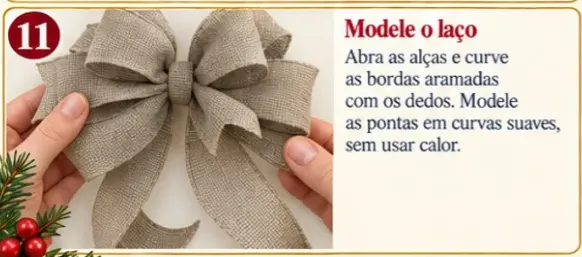 11
Modele o laço
Abra as alças e curve
as bordas aramadas
com os dedos. Modele
as pontas em curvas suaves,
sem usar calor.